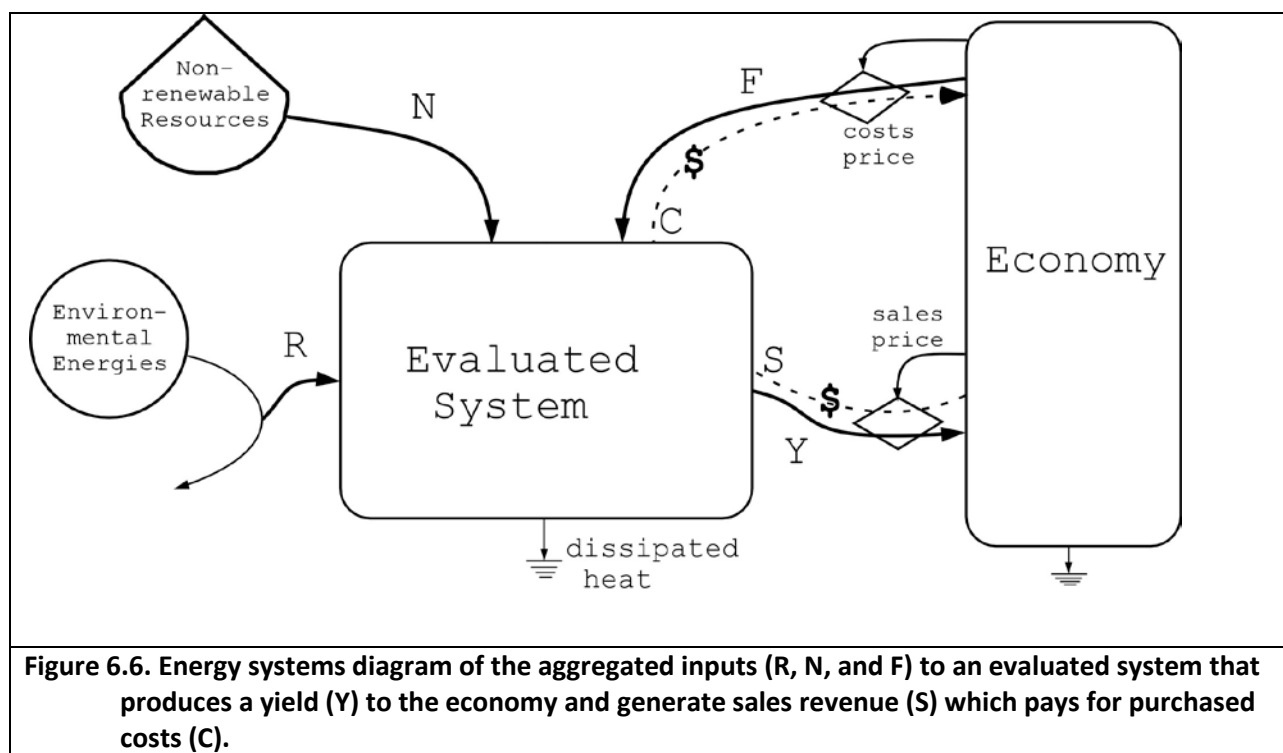 Non-
renewable
Resources
N
F
costs
price
$
C
Economy
Environ-
mental
Energies
R
Evaluated
System
sales
price
S
$
Y
dissipated
heat
Figure 6.6. Energy systems diagram of the aggregated inputs (R, N, and F) to an evaluated system that
produces a yield (Y) to the economy and generate sales revenue (S) which pays for purchased
costs (C).